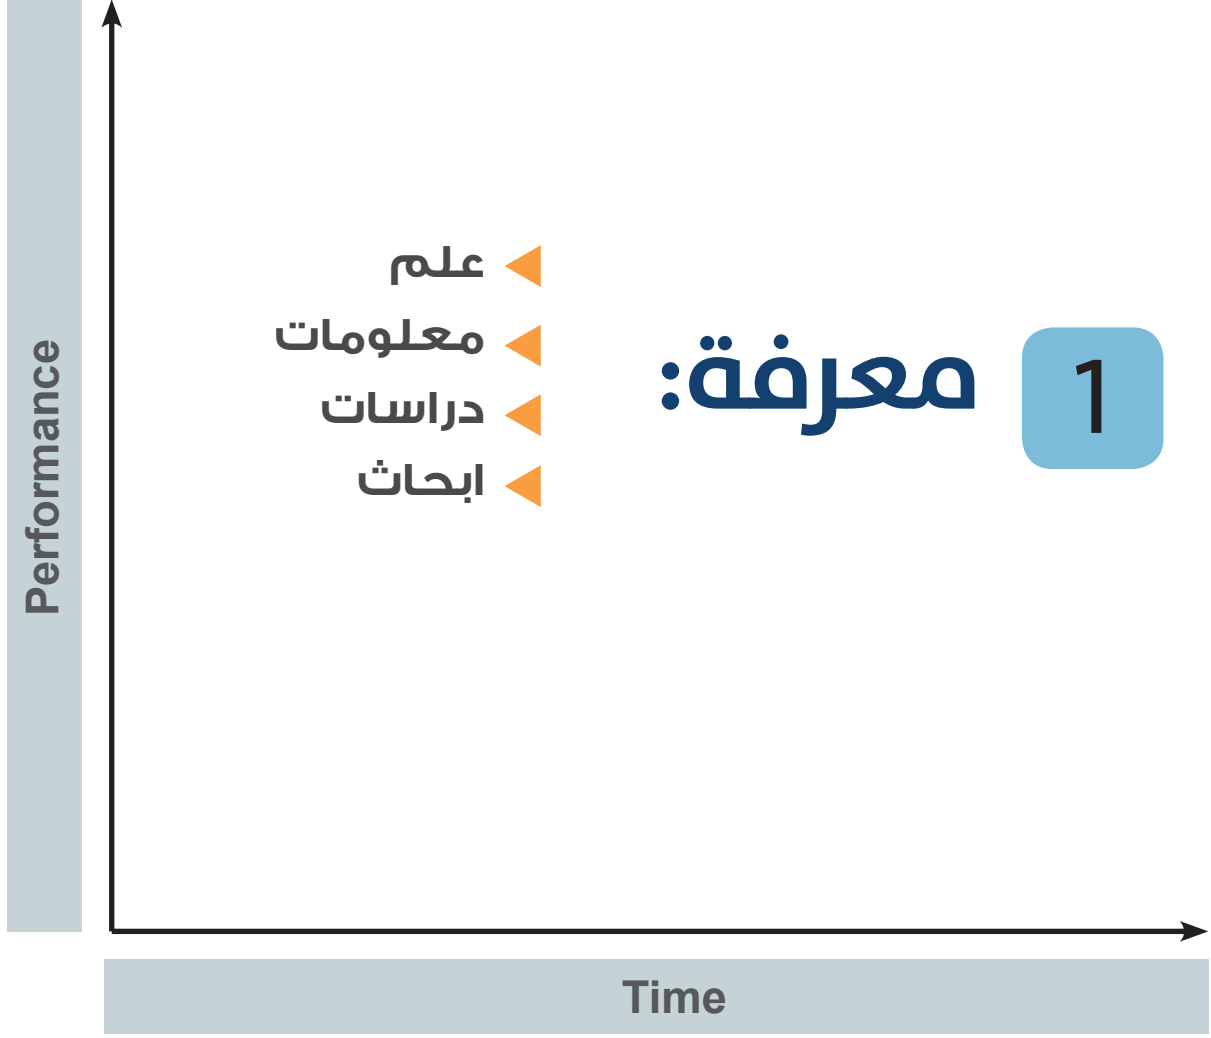 1 معرفة:
علم
معلومات
دراسات
ابحاث
Performance
Time